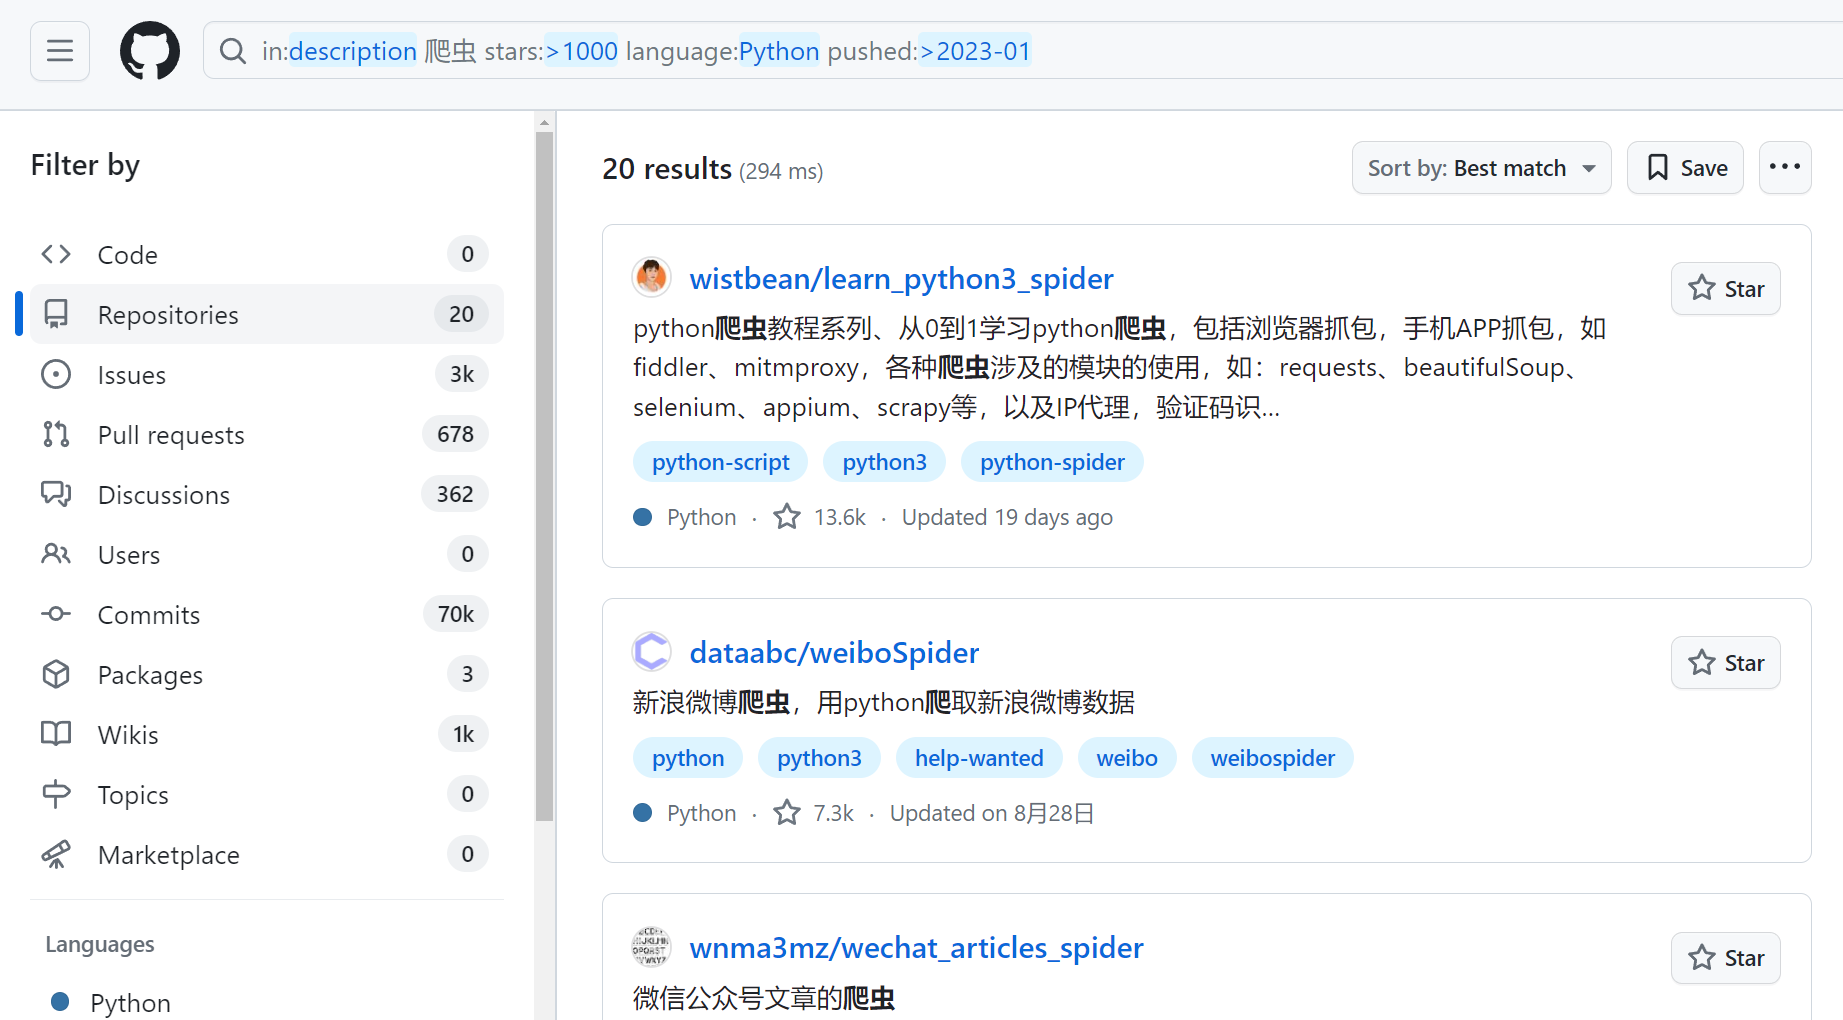 in:description 爬虫 stars:>1000 language:Python pushed:>2023-01
Filter by
Code 0
Repositories 20
Issues 3k
Pull requests 678
Discussions 362
Users 0
Commits 70k
Packages 3
Wikis 1k
Topics 0
Marketplace 0
Languages
Python
20 results (294 ms)
Sort by: Best match
Save
wistbean/learn_python3_spider
Star
python爬虫教程系列、从0到1学习python爬虫，包括浏览器抓包，手机APP抓包，如
fiddler、mitmproxy，各种爬虫涉及的模块的使用，如：requests、beautifulSoup、
selenium、appium、scrapy等，以及IP代理，验证码识...
python-script python3 python-spider
Python · 13.6k · Updated 19 days ago
dataabc/weiboSpider
Star
新浪微博爬虫，用python爬取新浪微博数据
python python3 help-wanted weibo weibospider
Python · 7.3k · Updated on 8月28日
wnma3mz/wechat_articles_spider
Star
微信公众号文章的爬虫